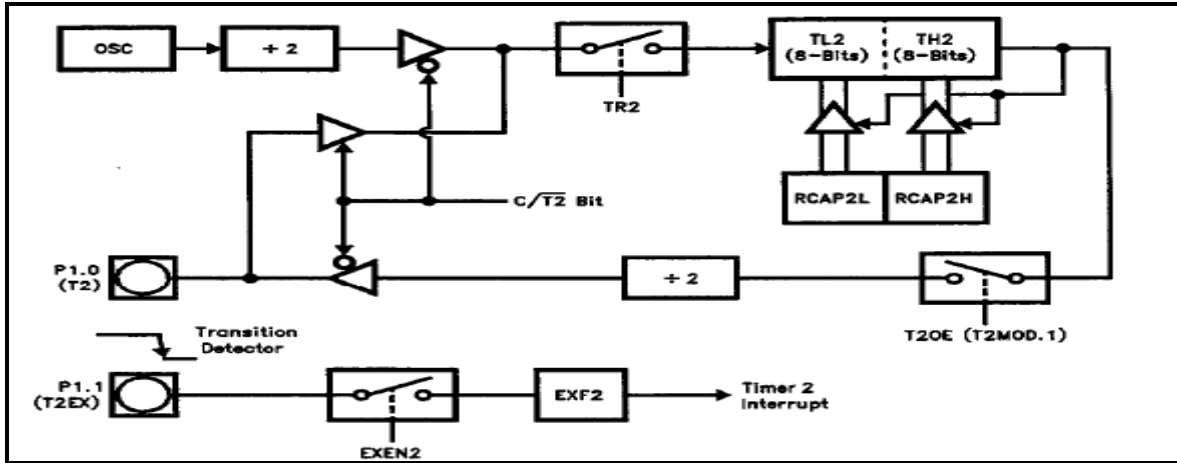 OSC
÷ 2
TR2
TL2
(8-Bits)
TH2
(8-Bits)
RCAP2L
RCAP2H
C/T2 Bit
P1.0
(T2)
÷ 2
T2OE (T2MOD.1)
Transition
Detector
P1.1
(T2EX)
EXEN2
EXF2
Timer 2
Interrupt